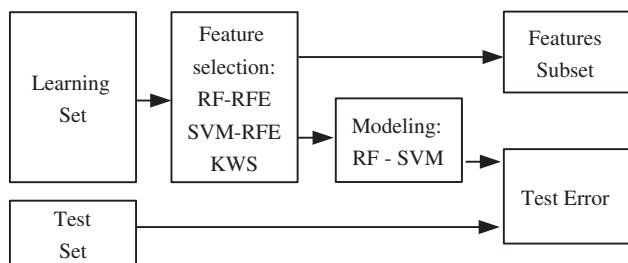 Learning
Set
Feature
selection:
RF-RFE
SVM-RFE
KWS
Features
Subset
Modeling:
RF - SVM
Test Error
Test
Set